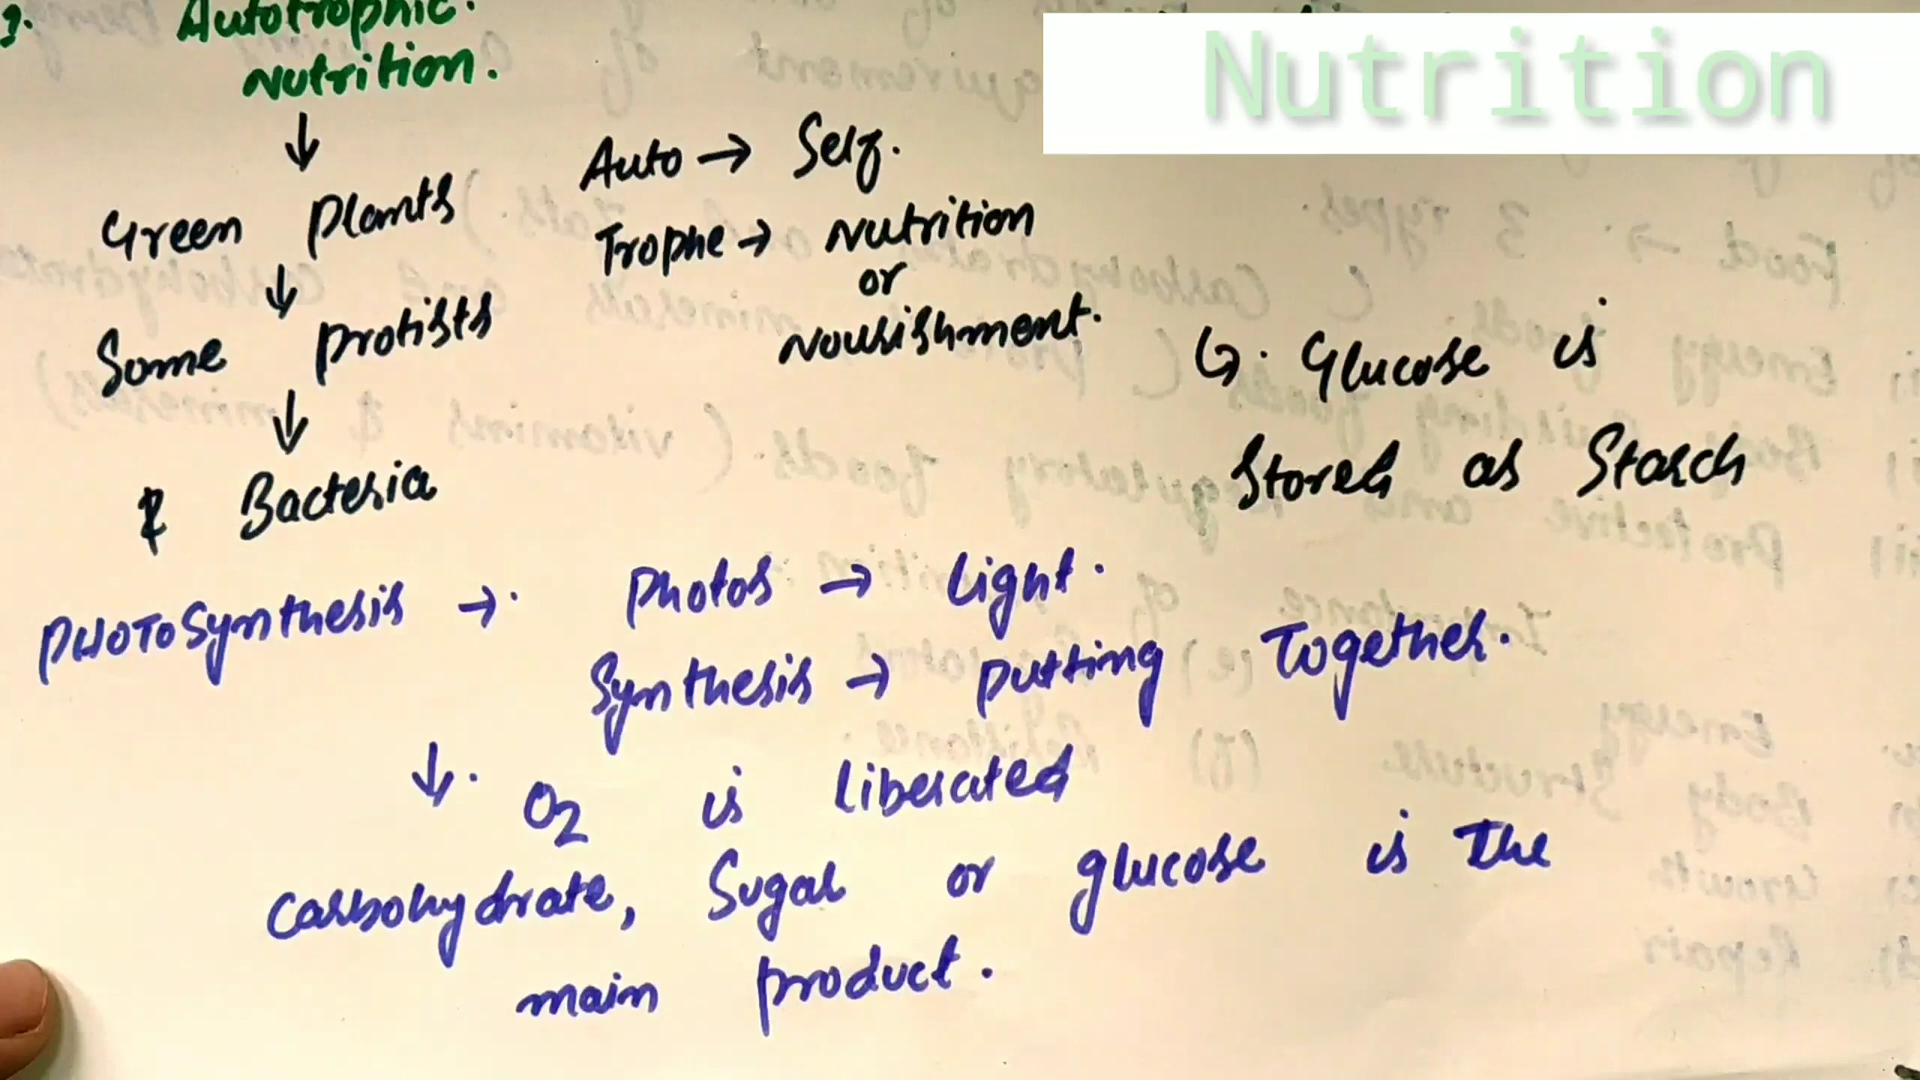 Nutrition
1. Autotrophic.
Nutrition.
↓
Green Plants
↓
Some Protists
↓
& Bacteria
Auto → Self.
Trophe → Nutrition
or
Nourishment.
↳. Glucose is
Stored as Starch
PHOTOSynthesis →. Photos → Light.
Synthesis → Putting Together.
↓. O2 is liberated
Carbohydrate, Sugar or glucose is The
main product.